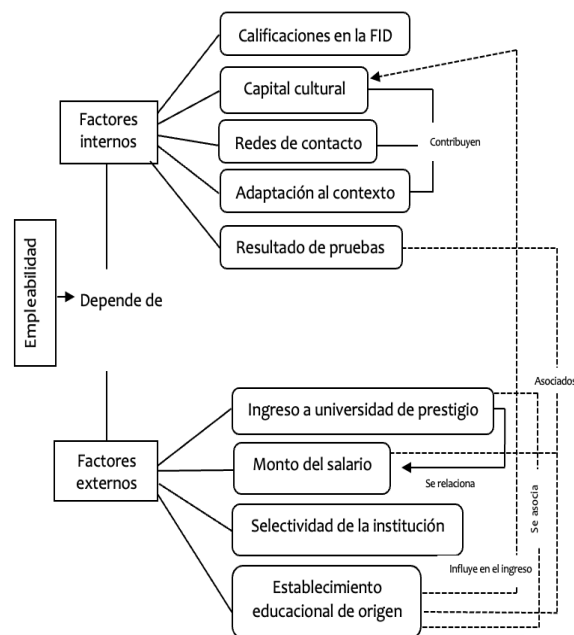 Calificaciones en la FID
Capital cultural
Factores
internos
Redes de contacto
Contribuyen
Adaptación al contexto
Resultado de pruebas
Empleabilidad
Depende de
Asociados
Ingreso a universidad de prestigio
Factores
externos
Monto del salario
Se relaciona
Se asocia
Selectividad de la institución
Influye en el ingreso
Establecimiento
educacional de origen